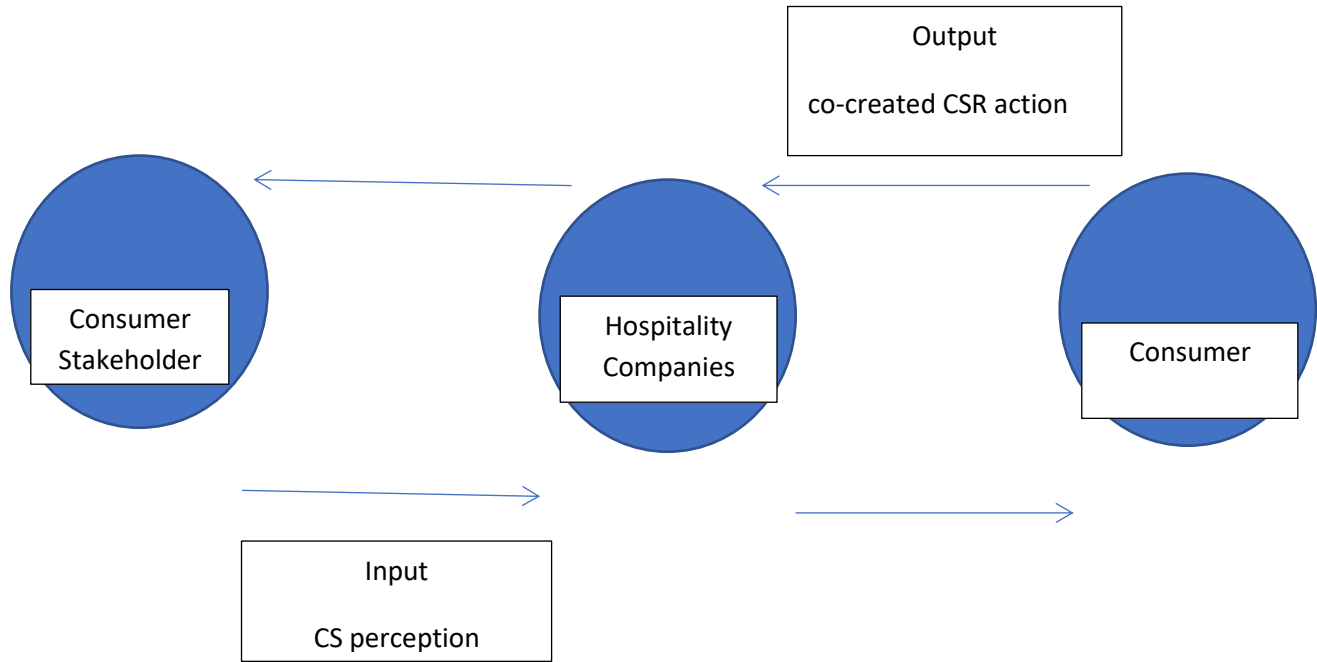 Output
co-created CSR action
Consumer
Stakeholder
Hospitality
Companies
Consumer
Input
CS perception